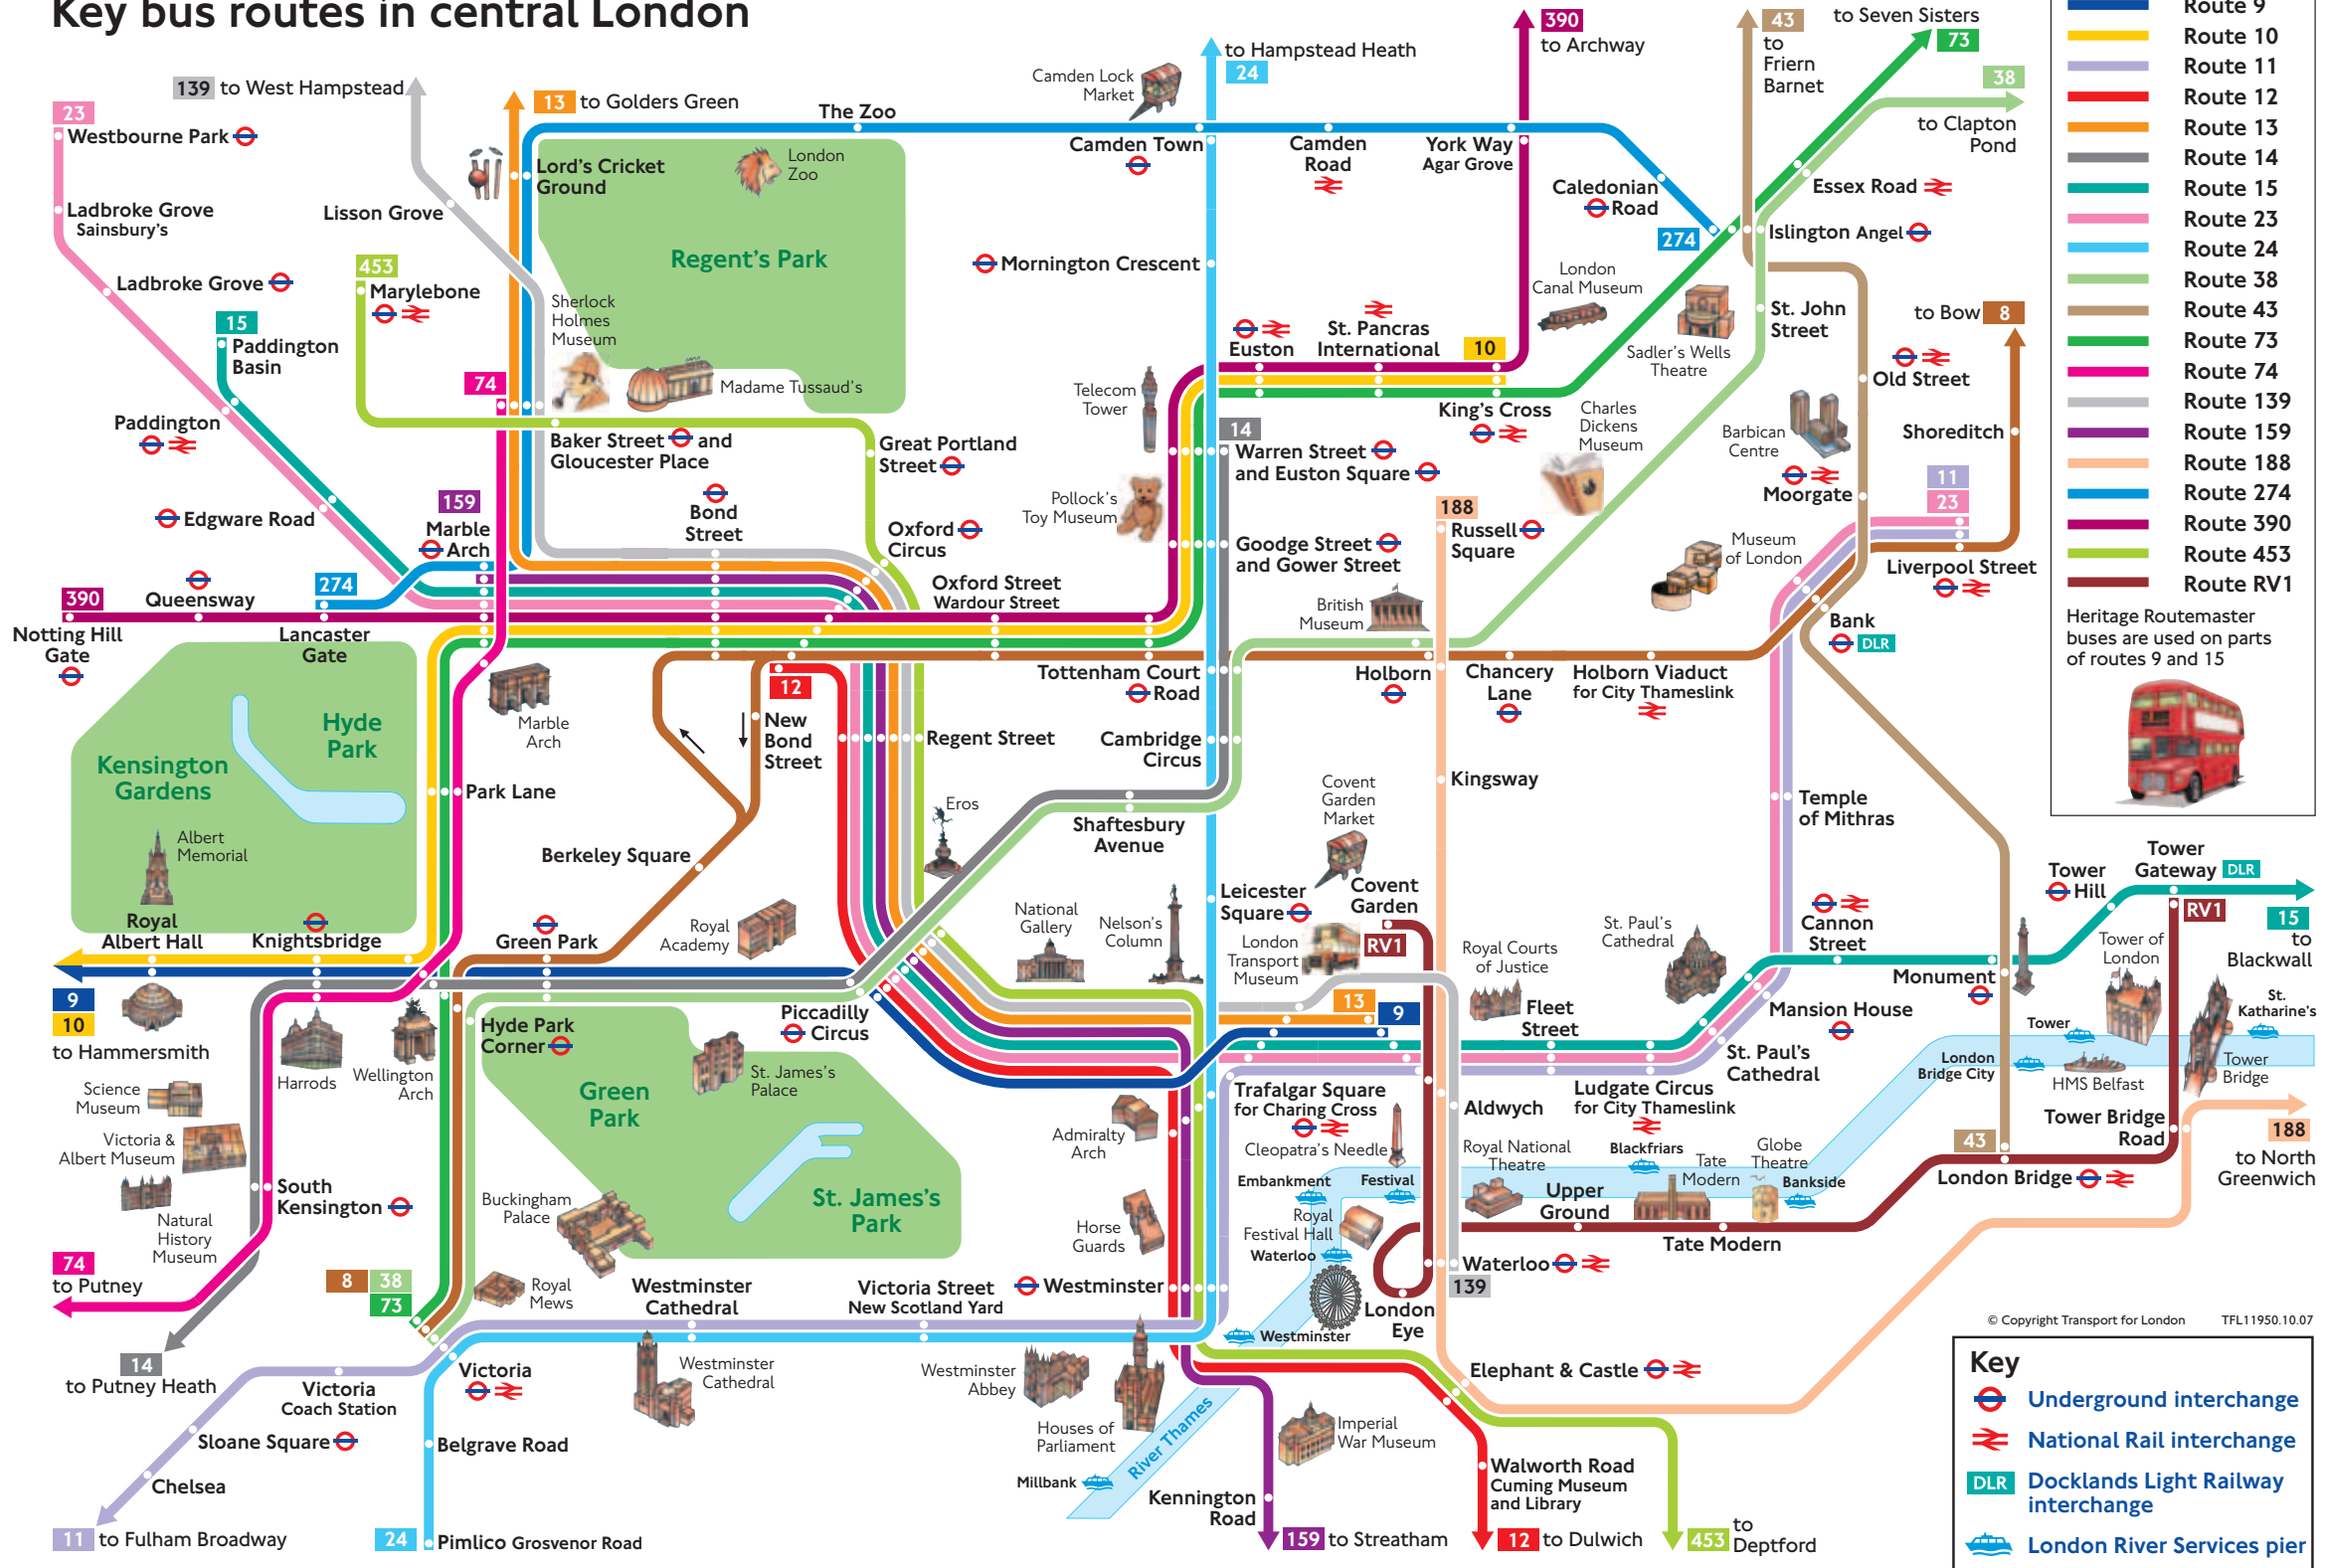 Key bus routes in central London
390
to Archway
43
to
Friern
Barnet
to Seven Sisters
73
38
to Clapton
Pond
to Hampstead Heath
24
Camden Lock
Market
139 to West Hampstead
13 to Golders Green
The Zoo
23
Westbourne Park
Ladbroke Grove
Sainsbury's
Ladbroke Grove
Lisson Grove
Lord's Cricket
Ground
London
Zoo
Regent's Park
Camden Town
Camden
Road
York Way
Agar Grove
Caledonian
Road
274
Essex Road
Islington Angel
453
Marylebone
15
Paddington
Basin
Paddington
Edgware Road
74
Sherlock
Holmes
Museum
Madame Tussaud's
Mornington Crescent
Euston
St. Pancras
International
10
King's Cross
London
Canal Museum
Sadler's Wells
Theatre
St. John
Street
to Bow 8
Old Street
Shoreditch
Telecom
Tower
14
Warren Street
and Euston Square
Charles
Dickens
Museum
Barbican
Centre
Moorgate
Baker Street and
Gloucester Place
Great Portland
Street
159
Marble
Arch
Bond
Street
Oxford
Circus
Pollock's
Toy Museum
Goodge Street
and Gower Street
188
Russell
Square
11
23
Museum
of London
Liverpool Street
390
Queensway
274
Notting Hill
Gate
Lancaster
Gate
Oxford Street
Wardour Street
British
Museum
Bank
DLR
Hyde
Park
Kensington
Gardens
Albert
Memorial
Marble
Arch
Park Lane
12
New
Bond
Street
Regent Street
Tottenham Court
Road
Holborn
Chancery
Lane
Holborn Viaduct
for City Thameslink
Cambridge
Circus
Kingsway
Temple
of Mithras
Eros
Shaftesbury
Avenue
Covent
Garden
Market
Berkeley Square
Royal
Albert Hall
Knightsbridge
Green Park
Royal
Academy
National
Gallery
Nelson's
Column
Leicester
Square
Covent
Garden
London
Transport
Museum
RV1
Royal Courts
of Justice
St. Paul's
Cathedral
Cannon
Street
Tower
Hill
Tower
Gateway DLR
RV1
15
to
Blackwall
Tower of
London
Monument
9
10
to Hammersmith
Harrods
Wellington
Arch
Hyde Park
Corner
Piccadilly
Circus
13
9
Fleet
Street
Mansion House
St. Paul's
Cathedral
Tower
St.
Katharine's
London
Bridge City
HMS Belfast
Tower
Bridge
Science
Museum
Victoria &
Albert Museum
Natural
History
Museum
South
Kensington
St. James's
Palace
Green
Park
Buckingham
Palace
St. James's
Park
Admiralty
Arch
Horse
Guards
Trafalgar Square
for Charing Cross
Cleopatra's Needle
Aldwych
Ludgate Circus
for City Thameslink
Royal National
Theatre
Blackfriars
Tate
Modern
Globe
Theatre
Bankside
Embankment
Festival
Royal
Festival Hall
Waterloo
Upper
Ground
Tate Modern
43
London Bridge
Tower Bridge
Road
188
to North
Greenwich
Waterloo
139
London
Eye
Westminster
74
to Putney
8 38
73
Royal
Mews
Westminster
Cathedral
Victoria Street
New Scotland Yard
Westminster
14
to Putney Heath
Victoria
Coach Station
Victoria
Westminster
Cathedral
Westminster
Abbey
Houses of
Parliament
River Thames
Millbank
Imperial
War Museum
Elephant & Castle
Sloane Square
Chelsea
Belgrave Road
Kennington
Road
Walworth Road
Cuming Museum
and Library
11 to Fulham Broadway
24 Pimlico Grosvenor Road
159 to Streatham
12 to Dulwich
453 to
Deptford
Route 9
Route 10
Route 11
Route 12
Route 13
Route 14
Route 15
Route 23
Route 24
Route 38
Route 43
Route 73
Route 74
Route 139
Route 159
Route 188
Route 274
Route 390
Route 453
Route RV1
Heritage Routemaster
buses are used on parts
of routes 9 and 15
© Copyright Transport for London TFL11950.10.07
Key
Underground interchange
National Rail interchange
DLR Docklands Light Railway
interchange
London River Services pier